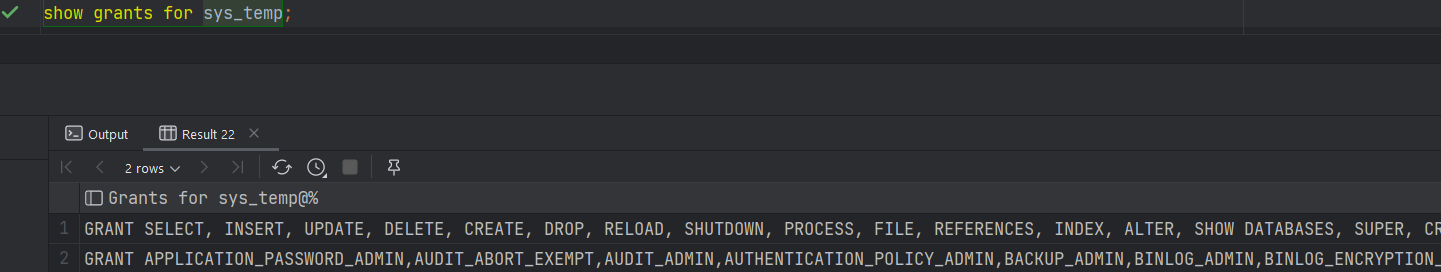 show grants for sys_temp;
Output Result 22
2 rows
Grants for sys_temp@%
1 GRANT SELECT, INSERT, UPDATE, DELETE, CREATE, DROP, RELOAD, SHUTDOWN, PROCESS, FILE, REFERENCES, INDEX, ALTER, SHOW DATABASES, SUPER, CR
2 GRANT APPLICATION_PASSWORD_ADMIN,AUDIT_ABORT_EXEMPT,AUDIT_ADMIN,AUTHENTICATION_POLICY_ADMIN,BACKUP_ADMIN,BINLOG_ADMIN,BINLOG_ENCRYPTION_